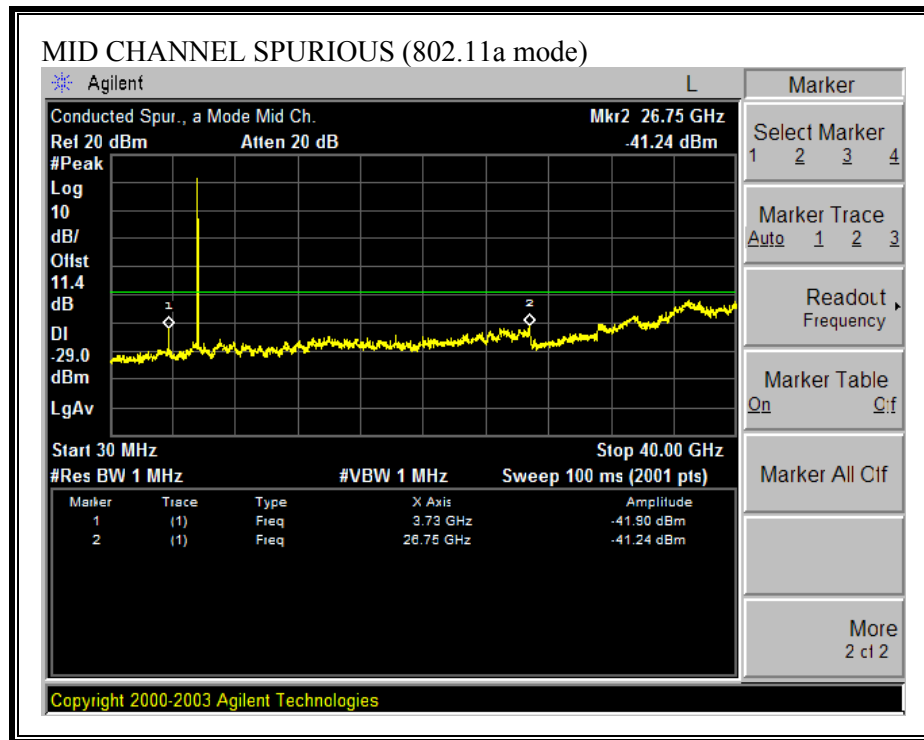 MID CHANNEL SPURIOUS (802.11a mode)
Agilent L
Conducted Spur., a Mode Mid Ch. Mkr2 26.75 GHz
Ref 20 dBm Atten 20 dB -41.24 dBm
#Peak
Log
10
dB/
Offst
11.4
dB
DI
-29.0
dBm
LgAv
1
2
Start 30 MHz Stop 40.00 GHz
#Res BW 1 MHz #VBW 1 MHz Sweep 100 ms (2001 pts)
Marker Trace Type X Axis Amplitude
1 (1) Freq 3.73 GHz -41.90 dBm
2 (1) Freq 26.75 GHz -41.24 dBm
Copyright 2000-2003 Agilent Technologies
Marker
Select Marker
1 2 3 4
Marker Trace
Auto 1 2 3
Readout
Frequency
Marker Table
On Off
Marker All Off
More
2 of 2